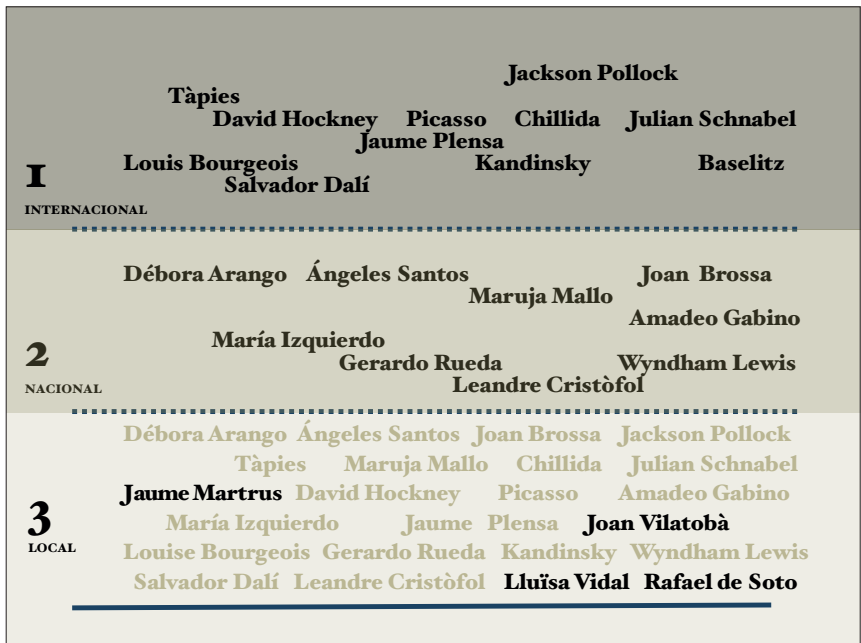 Jackson Pollock
Tàpies
David Hockney Picasso Chillida Julian Schnabel
Jaume Plensa
Louis Bourgeois Kandinsky Baselitz
Salvador Dalí
1
INTERNACIONAL
Débora Arango Ángeles Santos Joan Brossa
Maruja Mallo
Amadeo Gabino
María Izquierdo
Gerardo Rueda Wyndham Lewis
Leandre Cristòfol
2
NACIONAL
Débora Arango Ángeles Santos Joan Brossa Jackson Pollock
Tàpies Maruja Mallo Chillida Julian Schnabel
Jaume Martrus David Hockney Picasso Amadeo Gabino
María Izquierdo Jaume Plensa Joan Vilatobà
Louise Bourgeois Gerardo Rueda Kandinsky Wyndham Lewis
Salvador Dalí Leandre Cristòfol Lluïsa Vidal Rafael de Soto
3
LOCAL